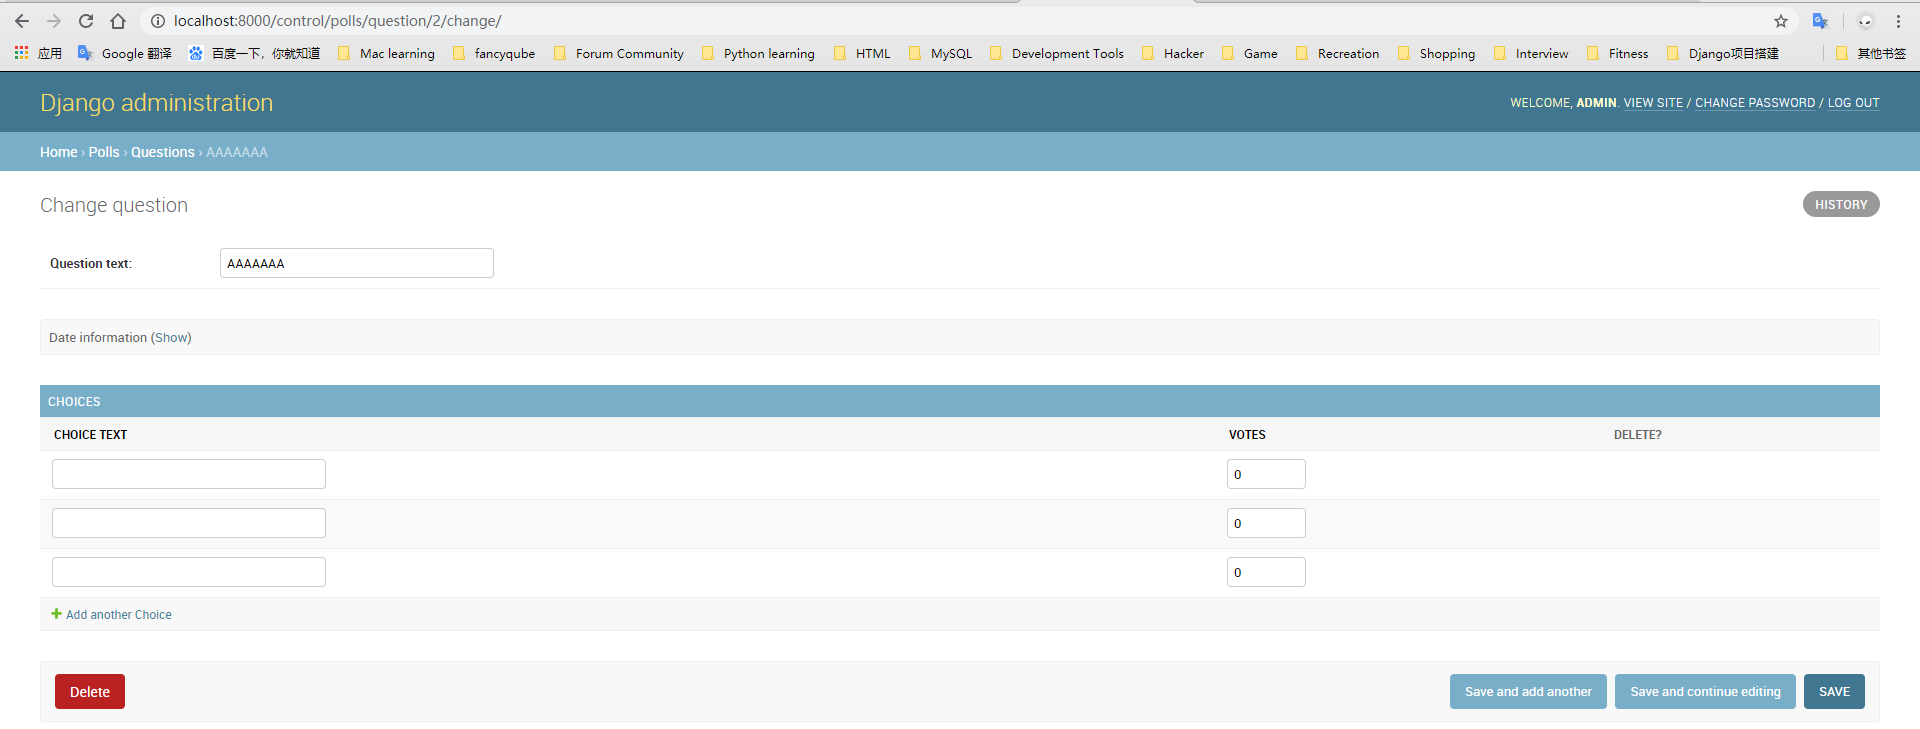 localhost:8000/control/polls/question/2/change/
应用 Google 翻译 百度一下，你就知道 Mac learning fancyqube Forum Community Python learning HTML MySQL Development Tools Hacker Game Recreation Shopping Interview Fitness Django项目搭建 其他书签
Django administration WELCOME, ADMIN. VIEW SITE / CHANGE PASSWORD / LOG OUT
Home › Polls › Questions › AAAAAAA
Change question HISTORY
Question text: AAAAAAA
Date information (Show)
CHOICES
CHOICE TEXT VOTES DELETE?
0
0
0
Add another Choice
Delete Save and add another Save and continue editing SAVE